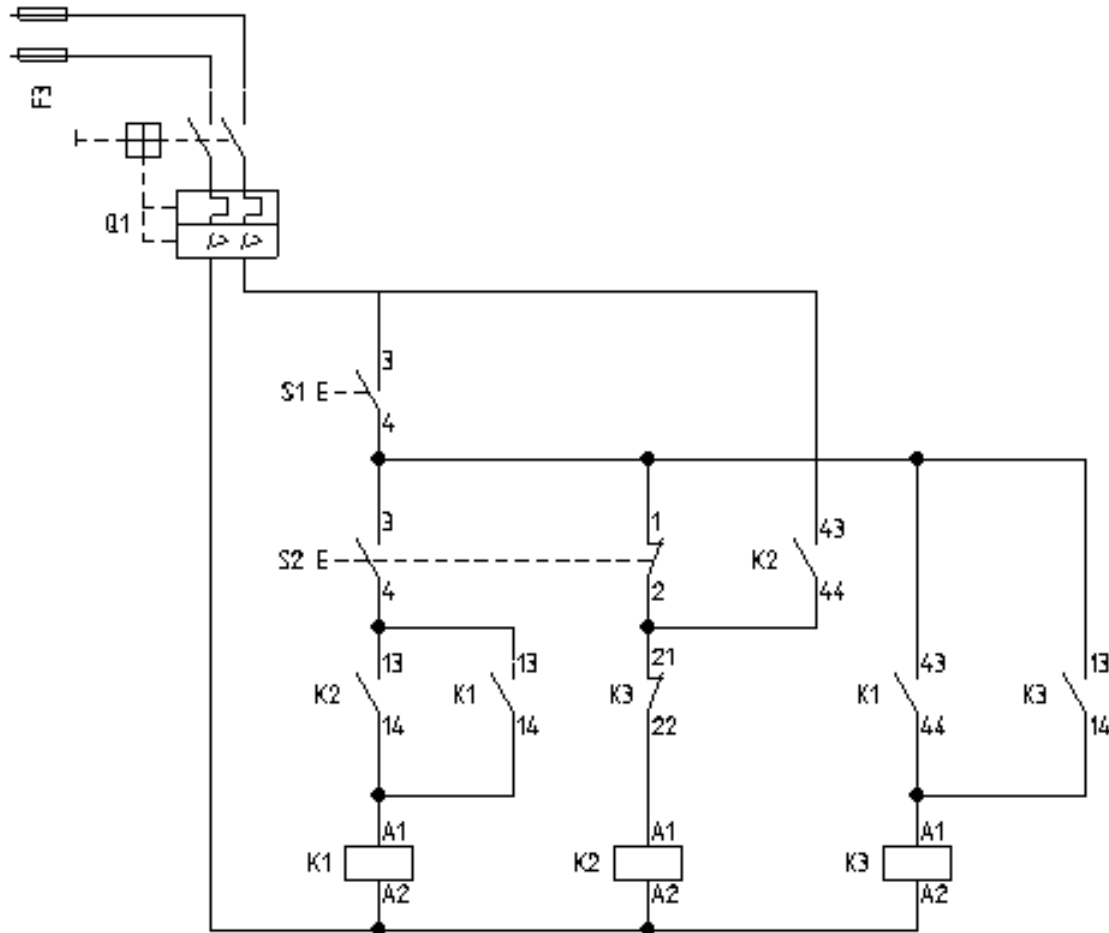 F3
Q1
3
S1 E
4
3 1 43
S2 E K2
4 2 44
13 13 21 43 13
K2 K1 K3 K1 K3
14 14 22 44 14
A1 A1 A1
K1 K2 K3
A2 A2 A2